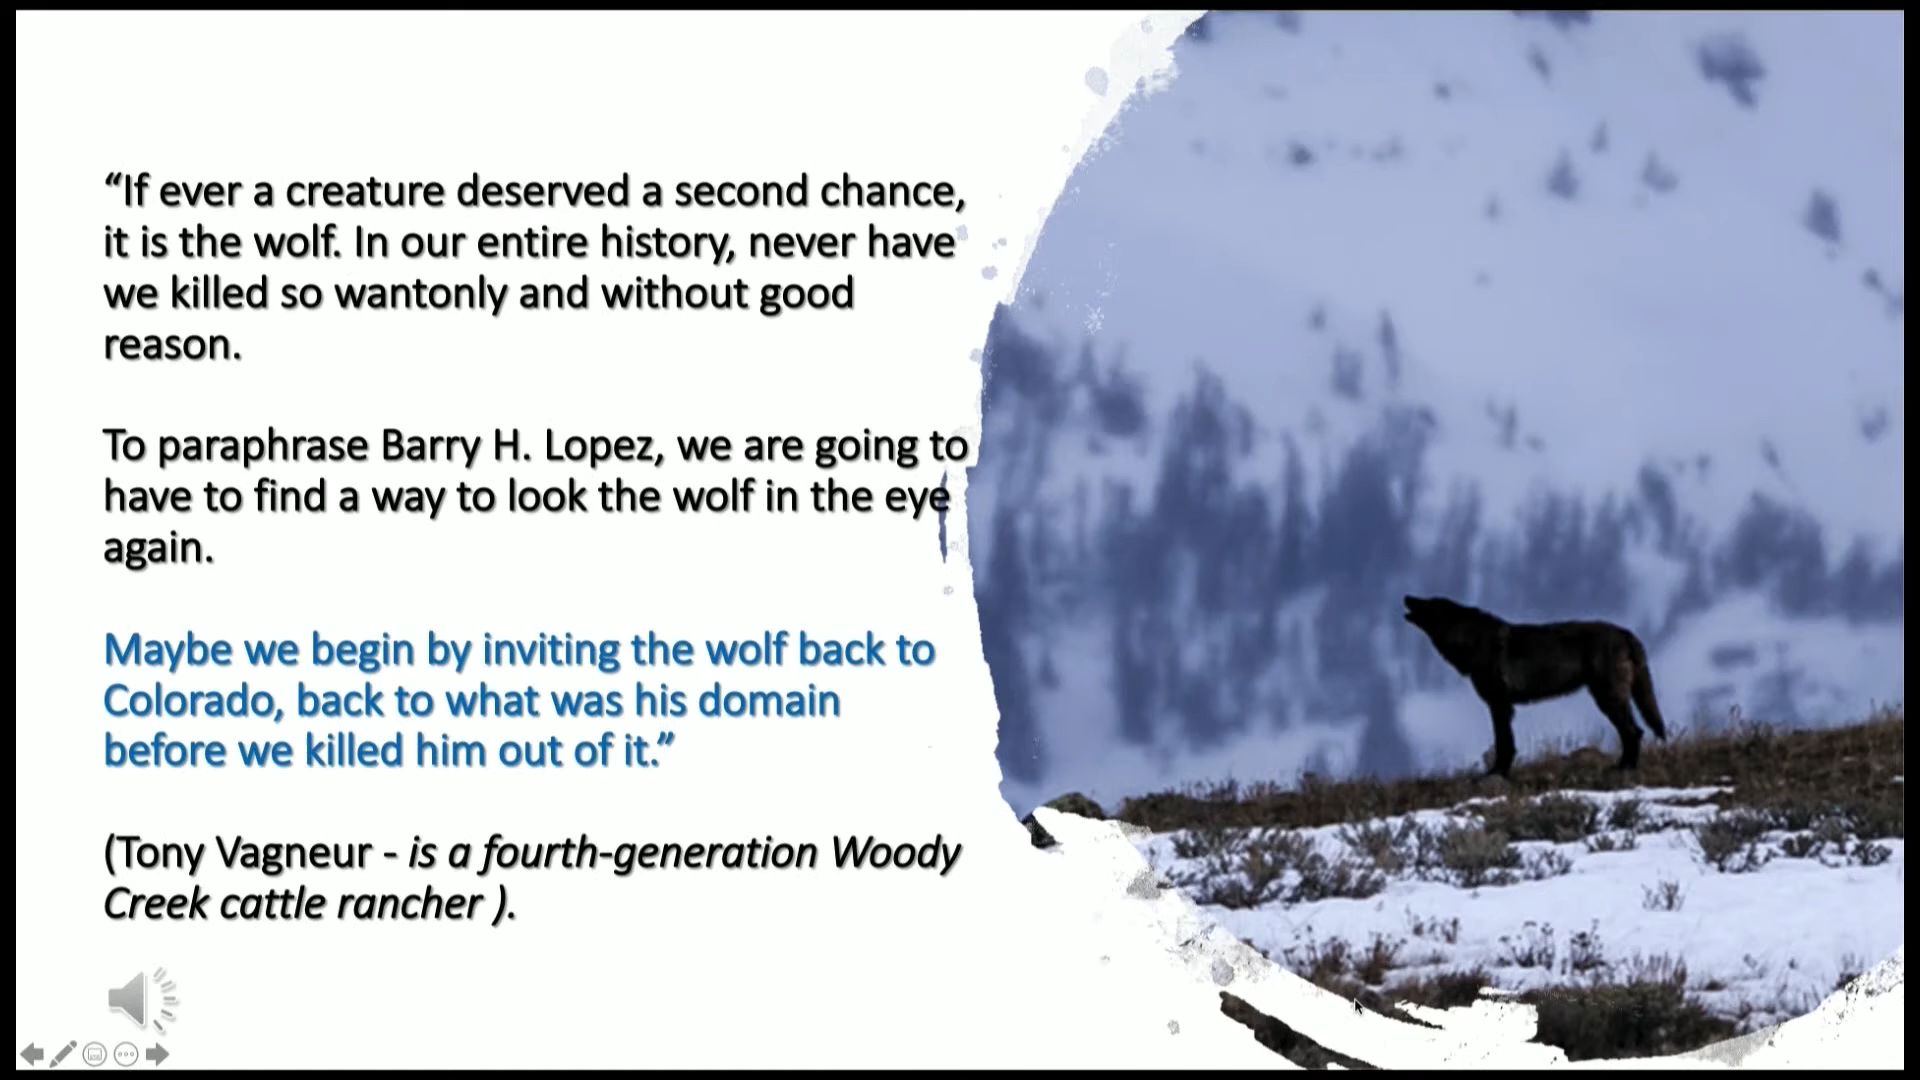 “If ever a creature deserved a second chance,
it is the wolf. In our entire history, never have
we killed so wantonly and without good
reason.
To paraphrase Barry H. Lopez, we are going to
have to find a way to look the wolf in the eye
again.
Maybe we begin by inviting the wolf back to
Colorado, back to what was his domain
before we killed him out of it.”
(Tony Vagneur - is a fourth-generation Woody
Creek cattle rancher ).